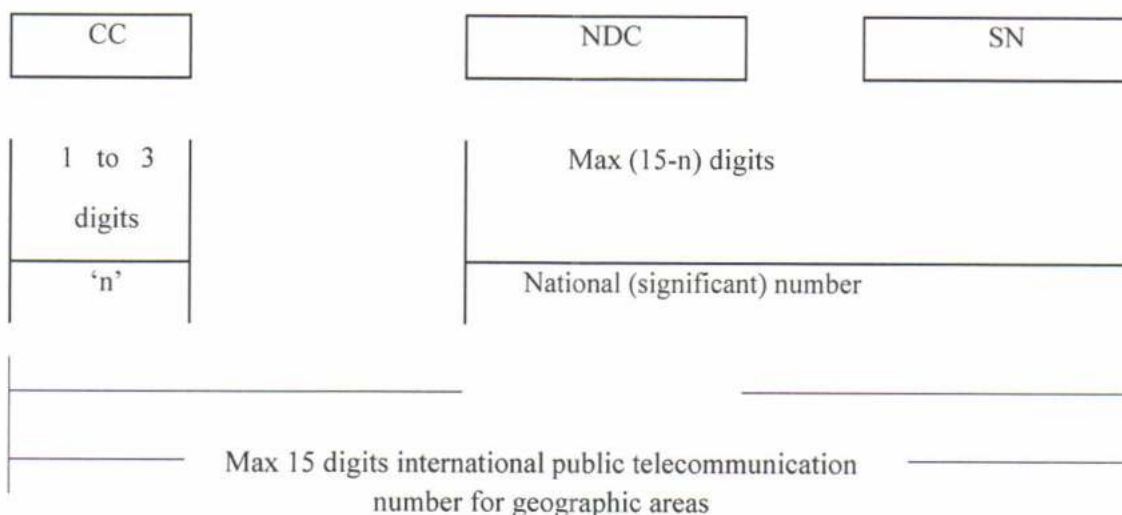 CC NDC SN
1 to 3 Max (15-n) digits
digits
‘n’ National (significant) number
Max 15 digits international public telecommunication
number for geographic areas